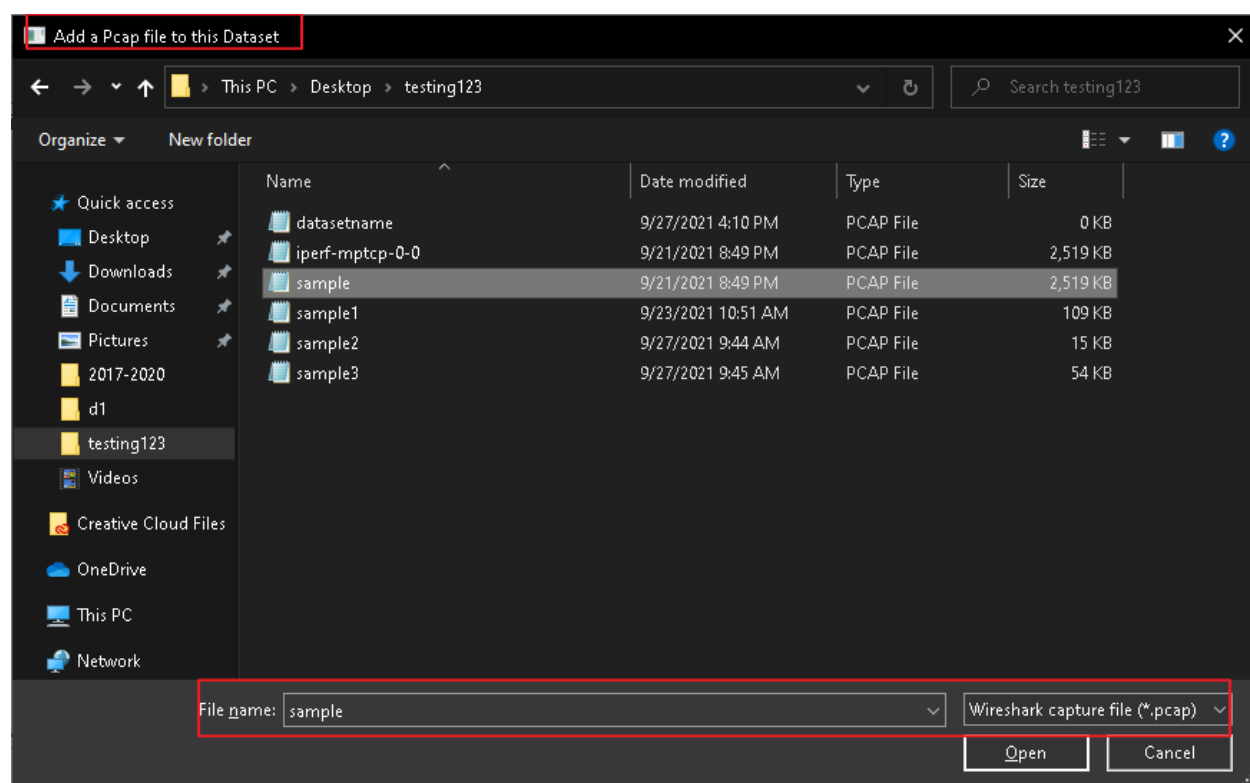 Add a Pcap file to this Dataset
This PC > Desktop > testing123
Search testing123
Organize New folder
?
Name Date modified Type Size
Quick access
Desktop
Downloads
Documents
Pictures
2017-2020
d1
testing123
Videos
Creative Cloud Files
OneDrive
This PC
Network
datasetname 9/27/2021 4:10 PM PCAP File 0 KB
iperf-mptcp-0-0 9/21/2021 8:49 PM PCAP File 2,519 KB
sample 9/21/2021 8:49 PM PCAP File 2,519 KB
sample1 9/23/2021 10:51 AM PCAP File 109 KB
sample2 9/27/2021 9:44 AM PCAP File 15 KB
sample3 9/27/2021 9:45 AM PCAP File 54 KB
File name: sample Wireshark capture file (*.pcap)
Open Cancel